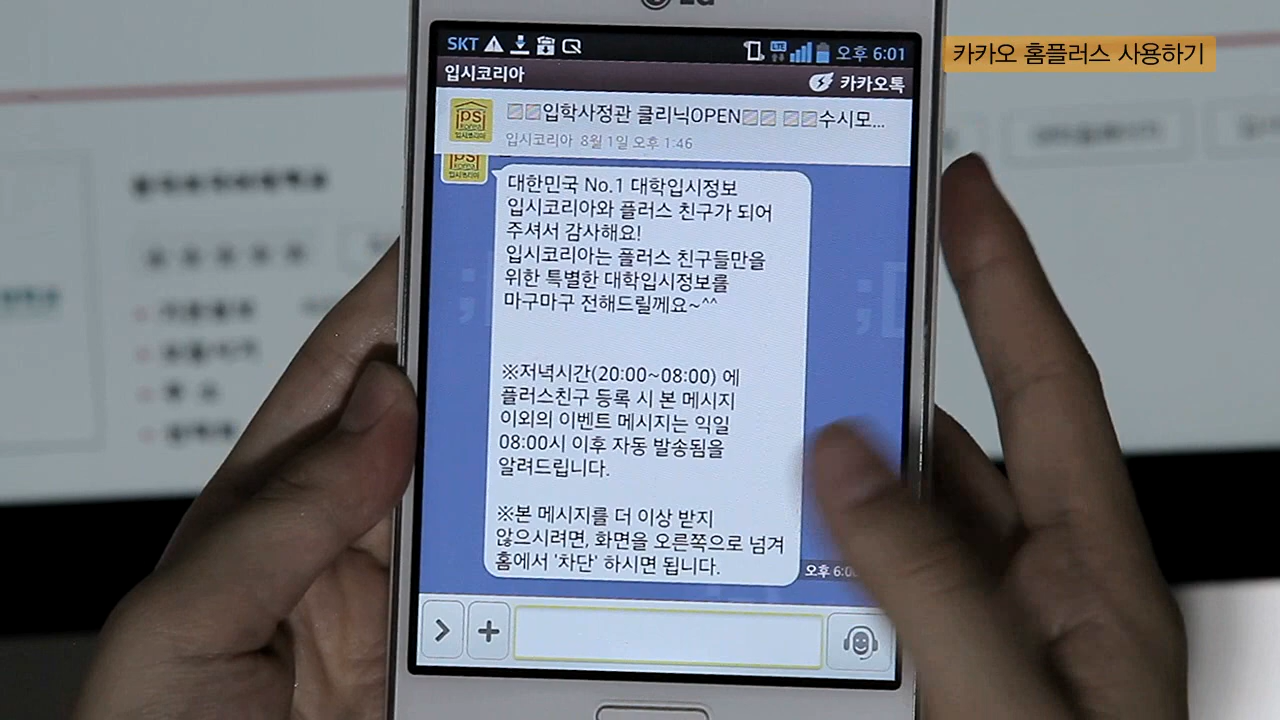 LG
카카오 홈플러스 사용하기
SKT
LTE
오후 6:01
입시코리아
카카오톡
입학사정관 클리닉OPEN 수시모...
입시코리아 8월 1일 오후 1:46
psj
korea
입시코리아
대한민국 No.1 대학입시정보
입시코리아와 플러스 친구가 되어
주셔서 감사해요!
입시코리아는 플러스 친구들만을
위한 특별한 대학입시정보를
마구마구 전해드릴께요~^^
※저녁시간(20:00~08:00) 에
플러스친구 등록 시 본 메시지
이외의 이벤트 메시지는 익일
08:00시 이후 자동 발송됨을
알려드립니다.
※본 메시지를 더 이상 받지
않으시려면, 화면을 오른쪽으로 넘겨
홈에서 '차단' 하시면 됩니다.
오후